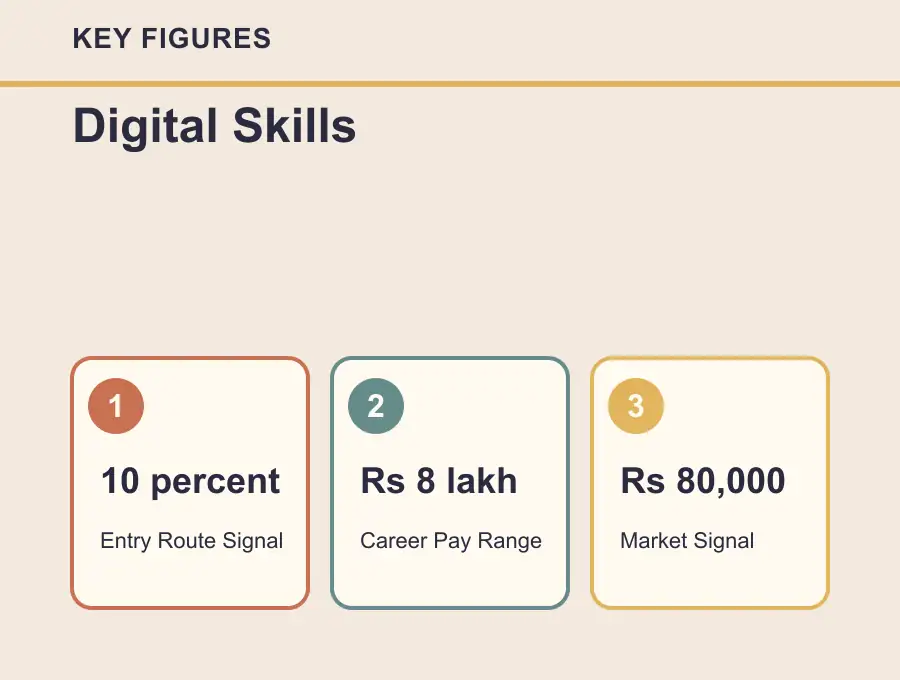 KEY FIGURES
Digital Skills
1
10 percent
Entry Route Signal
2
Rs 8 lakh
Career Pay Range
3
Rs 80,000
Market Signal